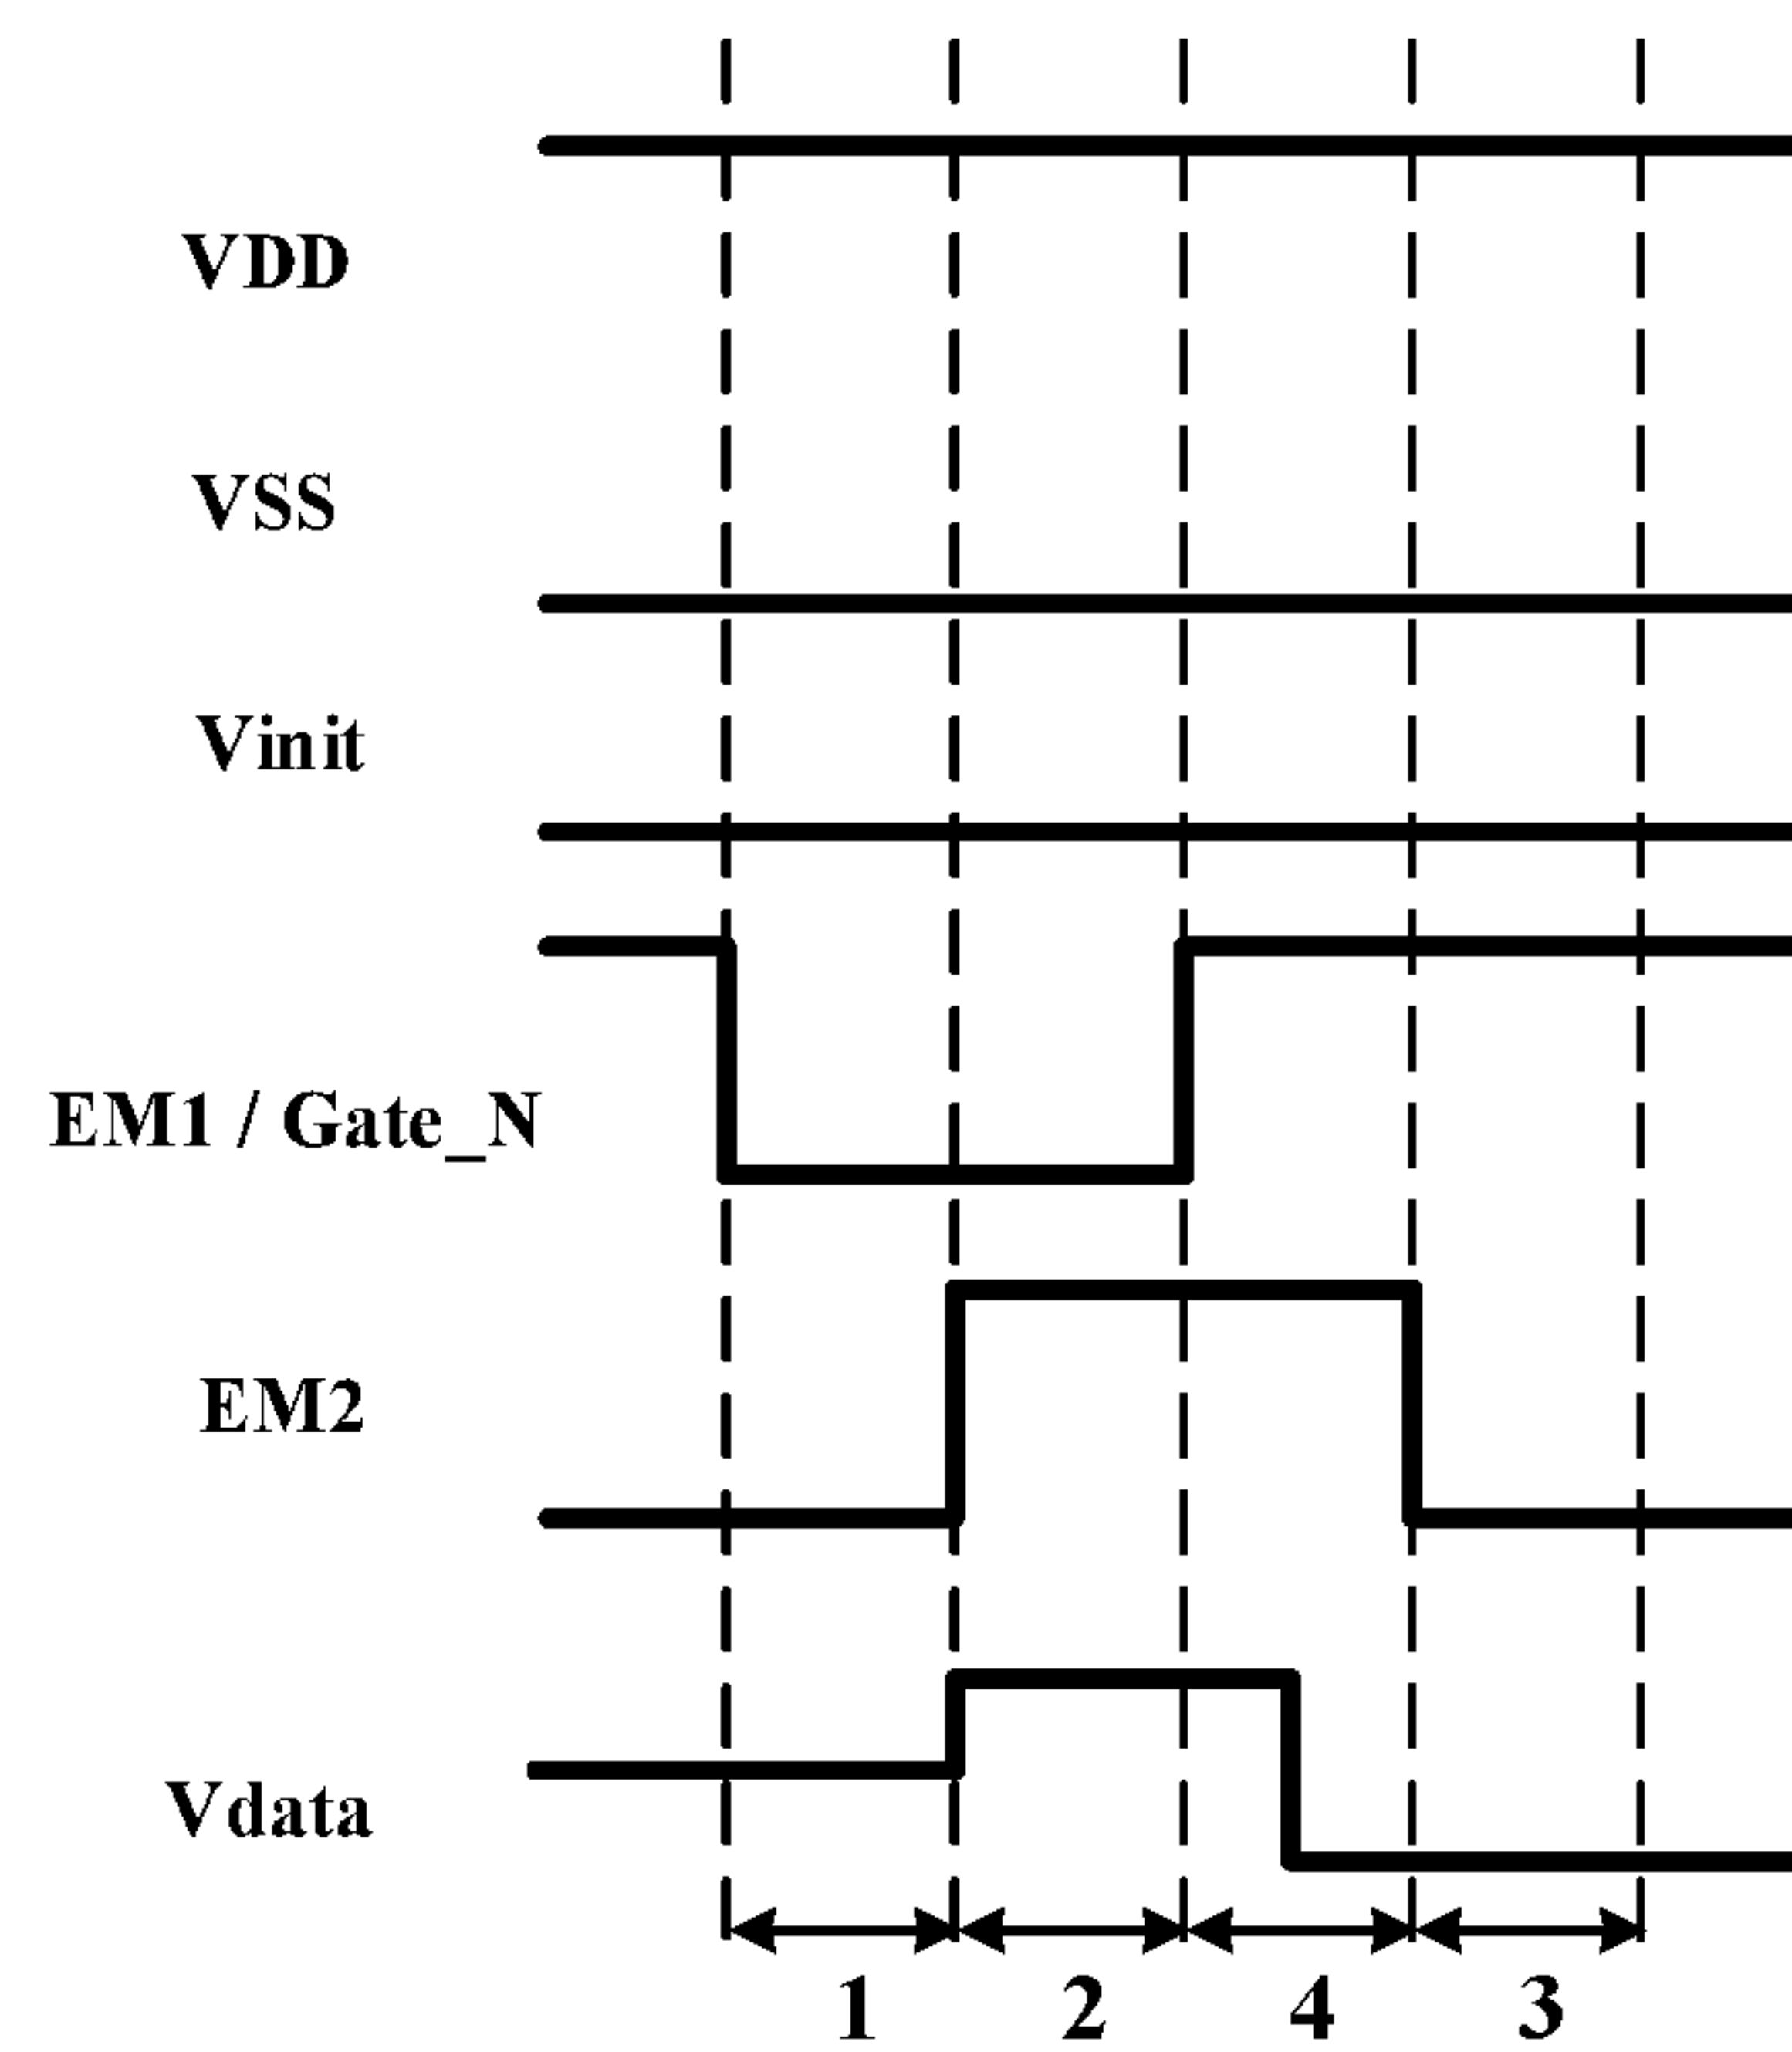 VDD
VSS
Vinit
EM1 / Gate_N
EM2
Vdata
1 2 4 3